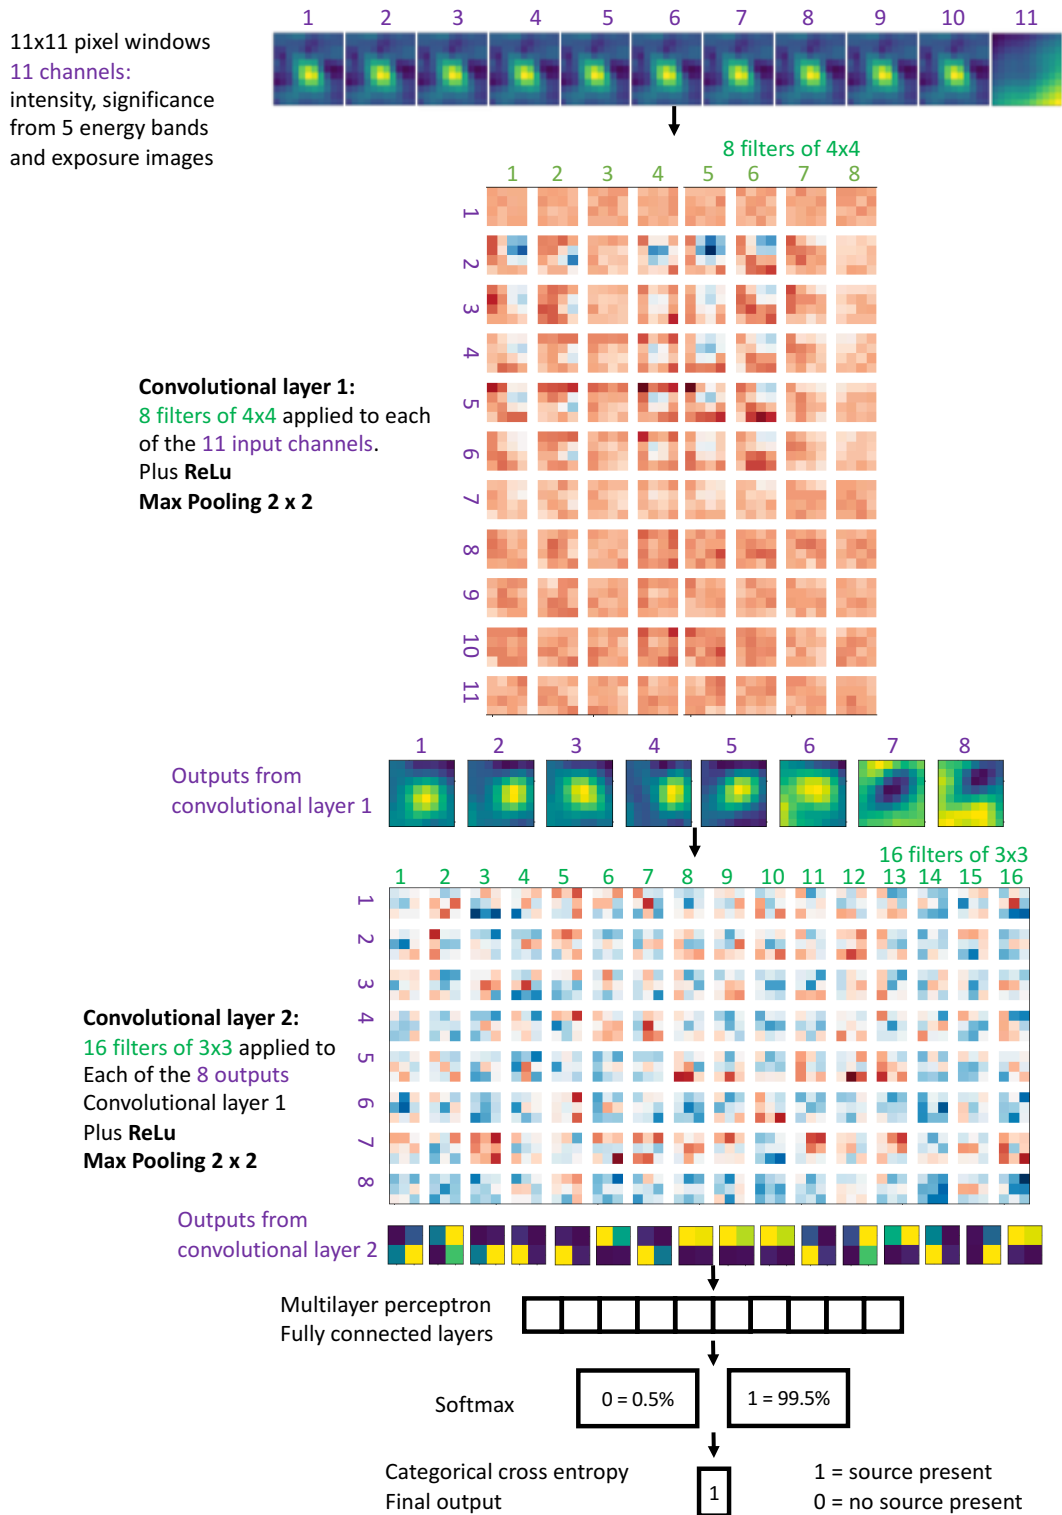 1 2 3 4 5 6 7 8 9 10 11
11x11 pixel windows
11 channels:
intensity, significance
from 5 energy bands
and exposure images
8 filters of 4x4
1 2 3 4 5 6 7 8
1
2
3
4
5
6
7
8
9
10
11
Convolutional layer 1:
8 filters of 4x4 applied to each
of the 11 input channels.
Plus ReLu
Max Pooling 2 x 2
1 2 3 4 5 6 7 8
Outputs from
convolutional layer 1
16 filters of 3x3
1 2 3 4 5 6 7 8 9 10 11 12 13 14 15 16
1
2
3
4
5
6
7
8
Convolutional layer 2:
16 filters of 3x3 applied to
Each of the 8 outputs
Convolutional layer 1
Plus ReLu
Max Pooling 2 x 2
Outputs from
convolutional layer 2
Multilayer perceptron
Fully connected layers
Softmax
0 = 0.5%
1 = 99.5%
Categorical cross entropy
Final output
1
1 = source present
0 = no source present